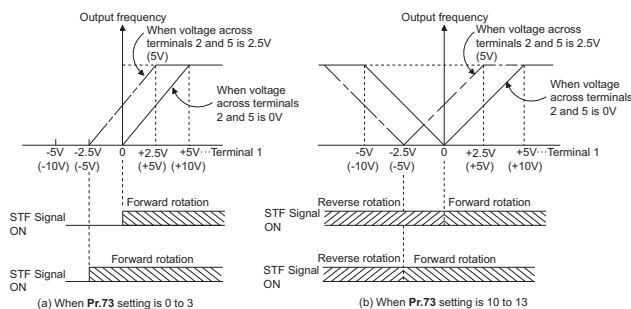 Output frequency
When voltage across
terminals 2 and 5 is 2.5V
(5V)
When voltage
across terminals
2 and 5 is 0V
-5V -2.5V 0 +2.5V +5V Terminal 1
(-10V) (-5V) (+5V) (+10V)
Forward rotation
STF Signal
ON
Forward rotation
STF Signal
ON
(a) When Pr.73 setting is 0 to 3
Output frequency
When voltage across
terminals 2 and 5 is 2.5V
(5V)
When voltage
across terminals
2 and 5 is 0V
-5V -2.5V 0 +2.5V +5V Terminal 1
(-10V) (-5V) (+5V) (+10V)
Reverse rotation Forward rotation
STF Signal
ON
Reverse rotation Forward rotation
STF Signal
ON
(b) When Pr.73 setting is 10 to 13